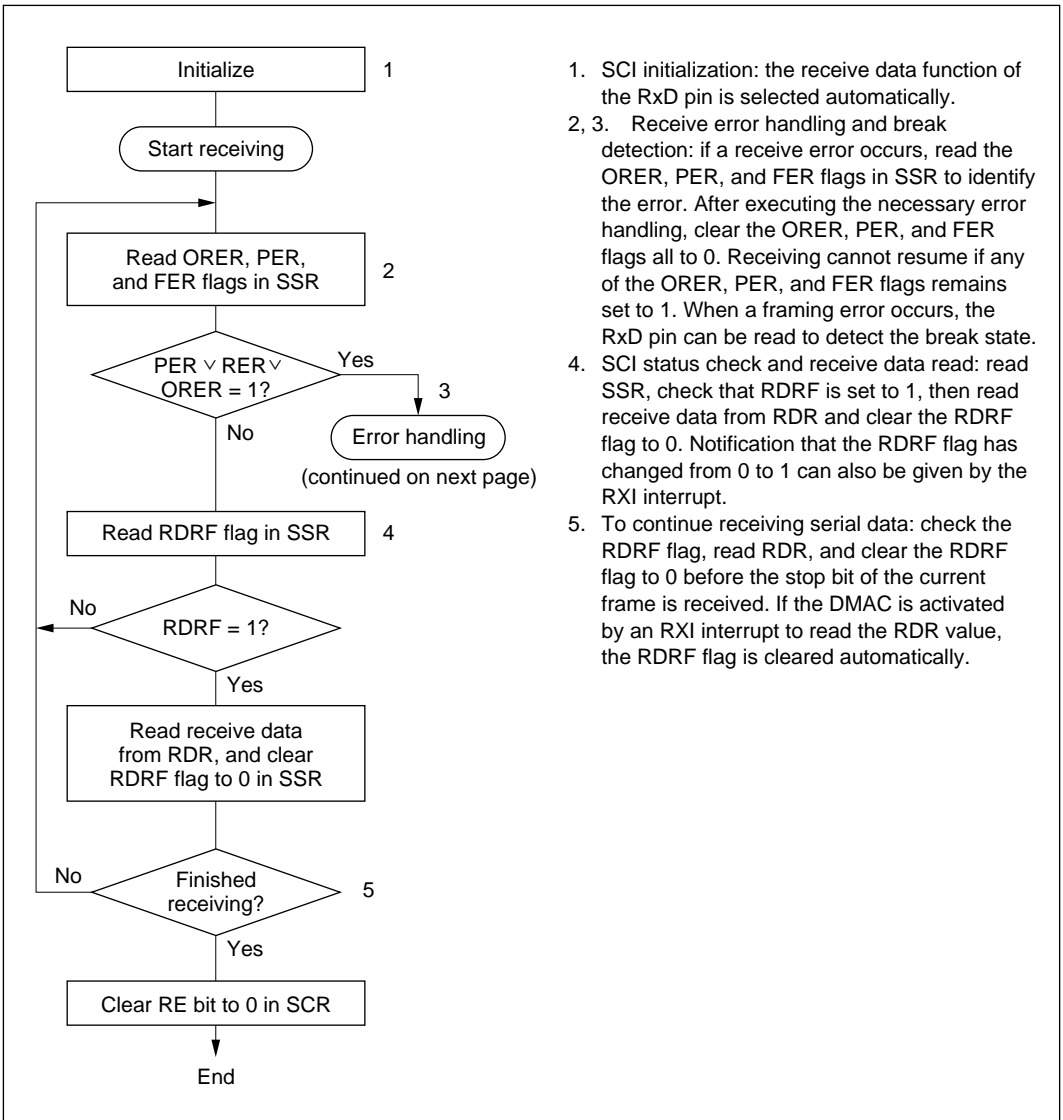 Initialize
1
Start receiving
Read ORER, PER,
and FER flags in SSR
2
PER ∨ RER ∨
ORER = 1?
Yes
3
No
Error handling
(continued on next page)
Read RDRF flag in SSR
4
No
RDRF = 1?
Yes
Read receive data
from RDR, and clear
RDRF flag to 0 in SSR
No
Finished
receiving?
5
Yes
Clear RE bit to 0 in SCR
End
1. SCI initialization: the receive data function of
the RxD pin is selected automatically.
2, 3. Receive error handling and break
detection: if a receive error occurs, read the
ORER, PER, and FER flags in SSR to identify
the error. After executing the necessary error
handling, clear the ORER, PER, and FER
flags all to 0. Receiving cannot resume if any
of the ORER, PER, and FER flags remains
set to 1. When a framing error occurs, the
RxD pin can be read to detect the break state.
4. SCI status check and receive data read: read
SSR, check that RDRF is set to 1, then read
receive data from RDR and clear the RDRF
flag to 0. Notification that the RDRF flag has
changed from 0 to 1 can also be given by the
RXI interrupt.
5. To continue receiving serial data: check the
RDRF flag, read RDR, and clear the RDRF
flag to 0 before the stop bit of the current
frame is received. If the DMAC is activated
by an RXI interrupt to read the RDR value,
the RDRF flag is cleared automatically.